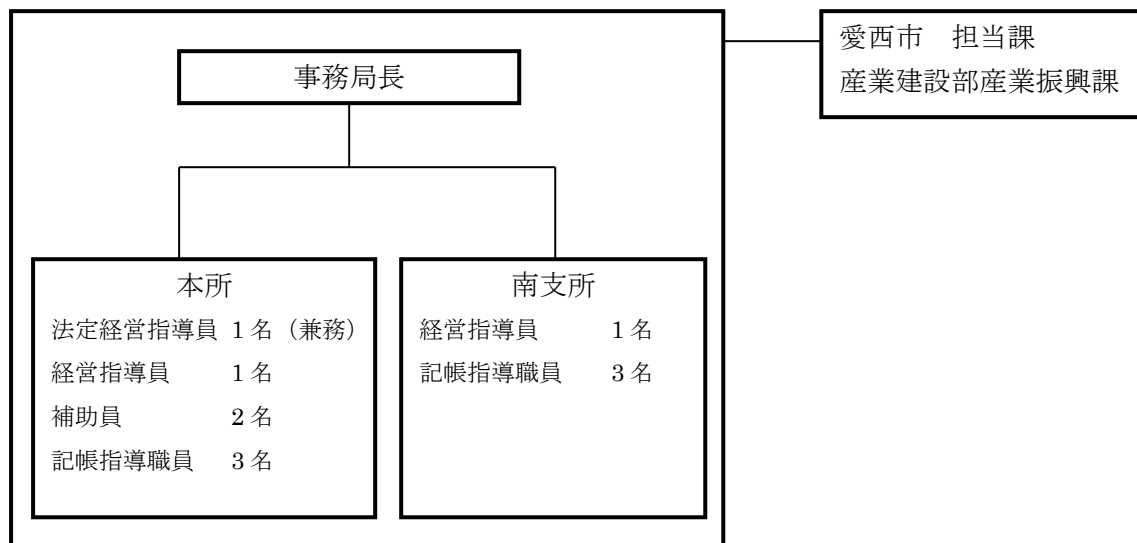 愛西市　担当課
産業建設部産業振興課
事務局長
本所
法定経営指導員 1名（兼務）
経営指導員　　　1名
補助員　　　　　2名
記帳指導職員　　3名
南支所
経営指導員　　　1名
記帳指導職員　　3名